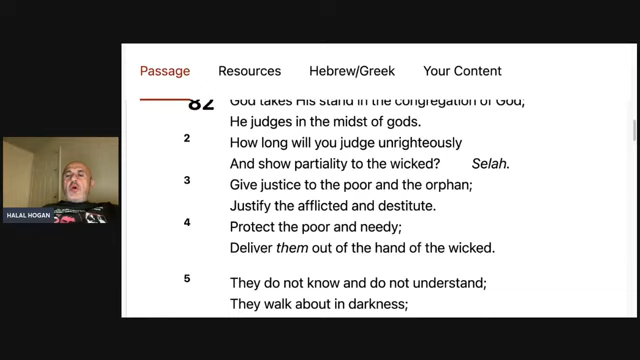 Passage Resources Hebrew/Greek Your Content
82 God takes His stand in the congregation of God;
He judges in the midst of gods.
2 How long will you judge unrighteously
And show partiality to the wicked? Selah.
3 Give justice to the poor and the orphan;
Justify the afflicted and destitute.
4 Protect the poor and needy;
Deliver them out of the hand of the wicked.
5 They do not know and do not understand;
They walk about in darkness;
HALAL HOGAN